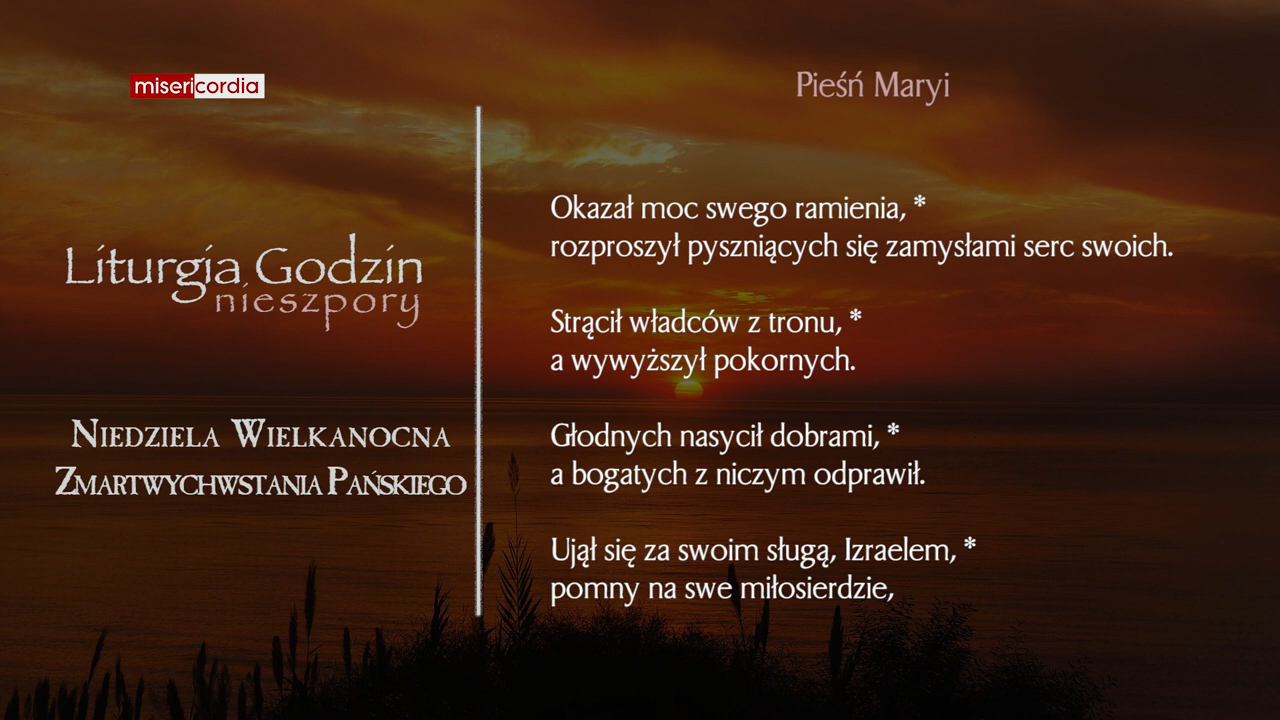 misericordia
Liturgia Godzin
nieszpory
Niedziela Wielkanocna
Zmartwychwstania Pańskiego
Pieśń Maryi
Okazał moc swego ramienia, *
rozproszył pyszniących się zamysłami serc swoich.
Strącił władców z tronu, *
a wywyższył pokornych.
Głodnych nasycił dobrami, *
a bogatych z niczym odprawił.
Ujął się za swoim sługą, Izraelem, *
pomny na swe miłosierdzie,